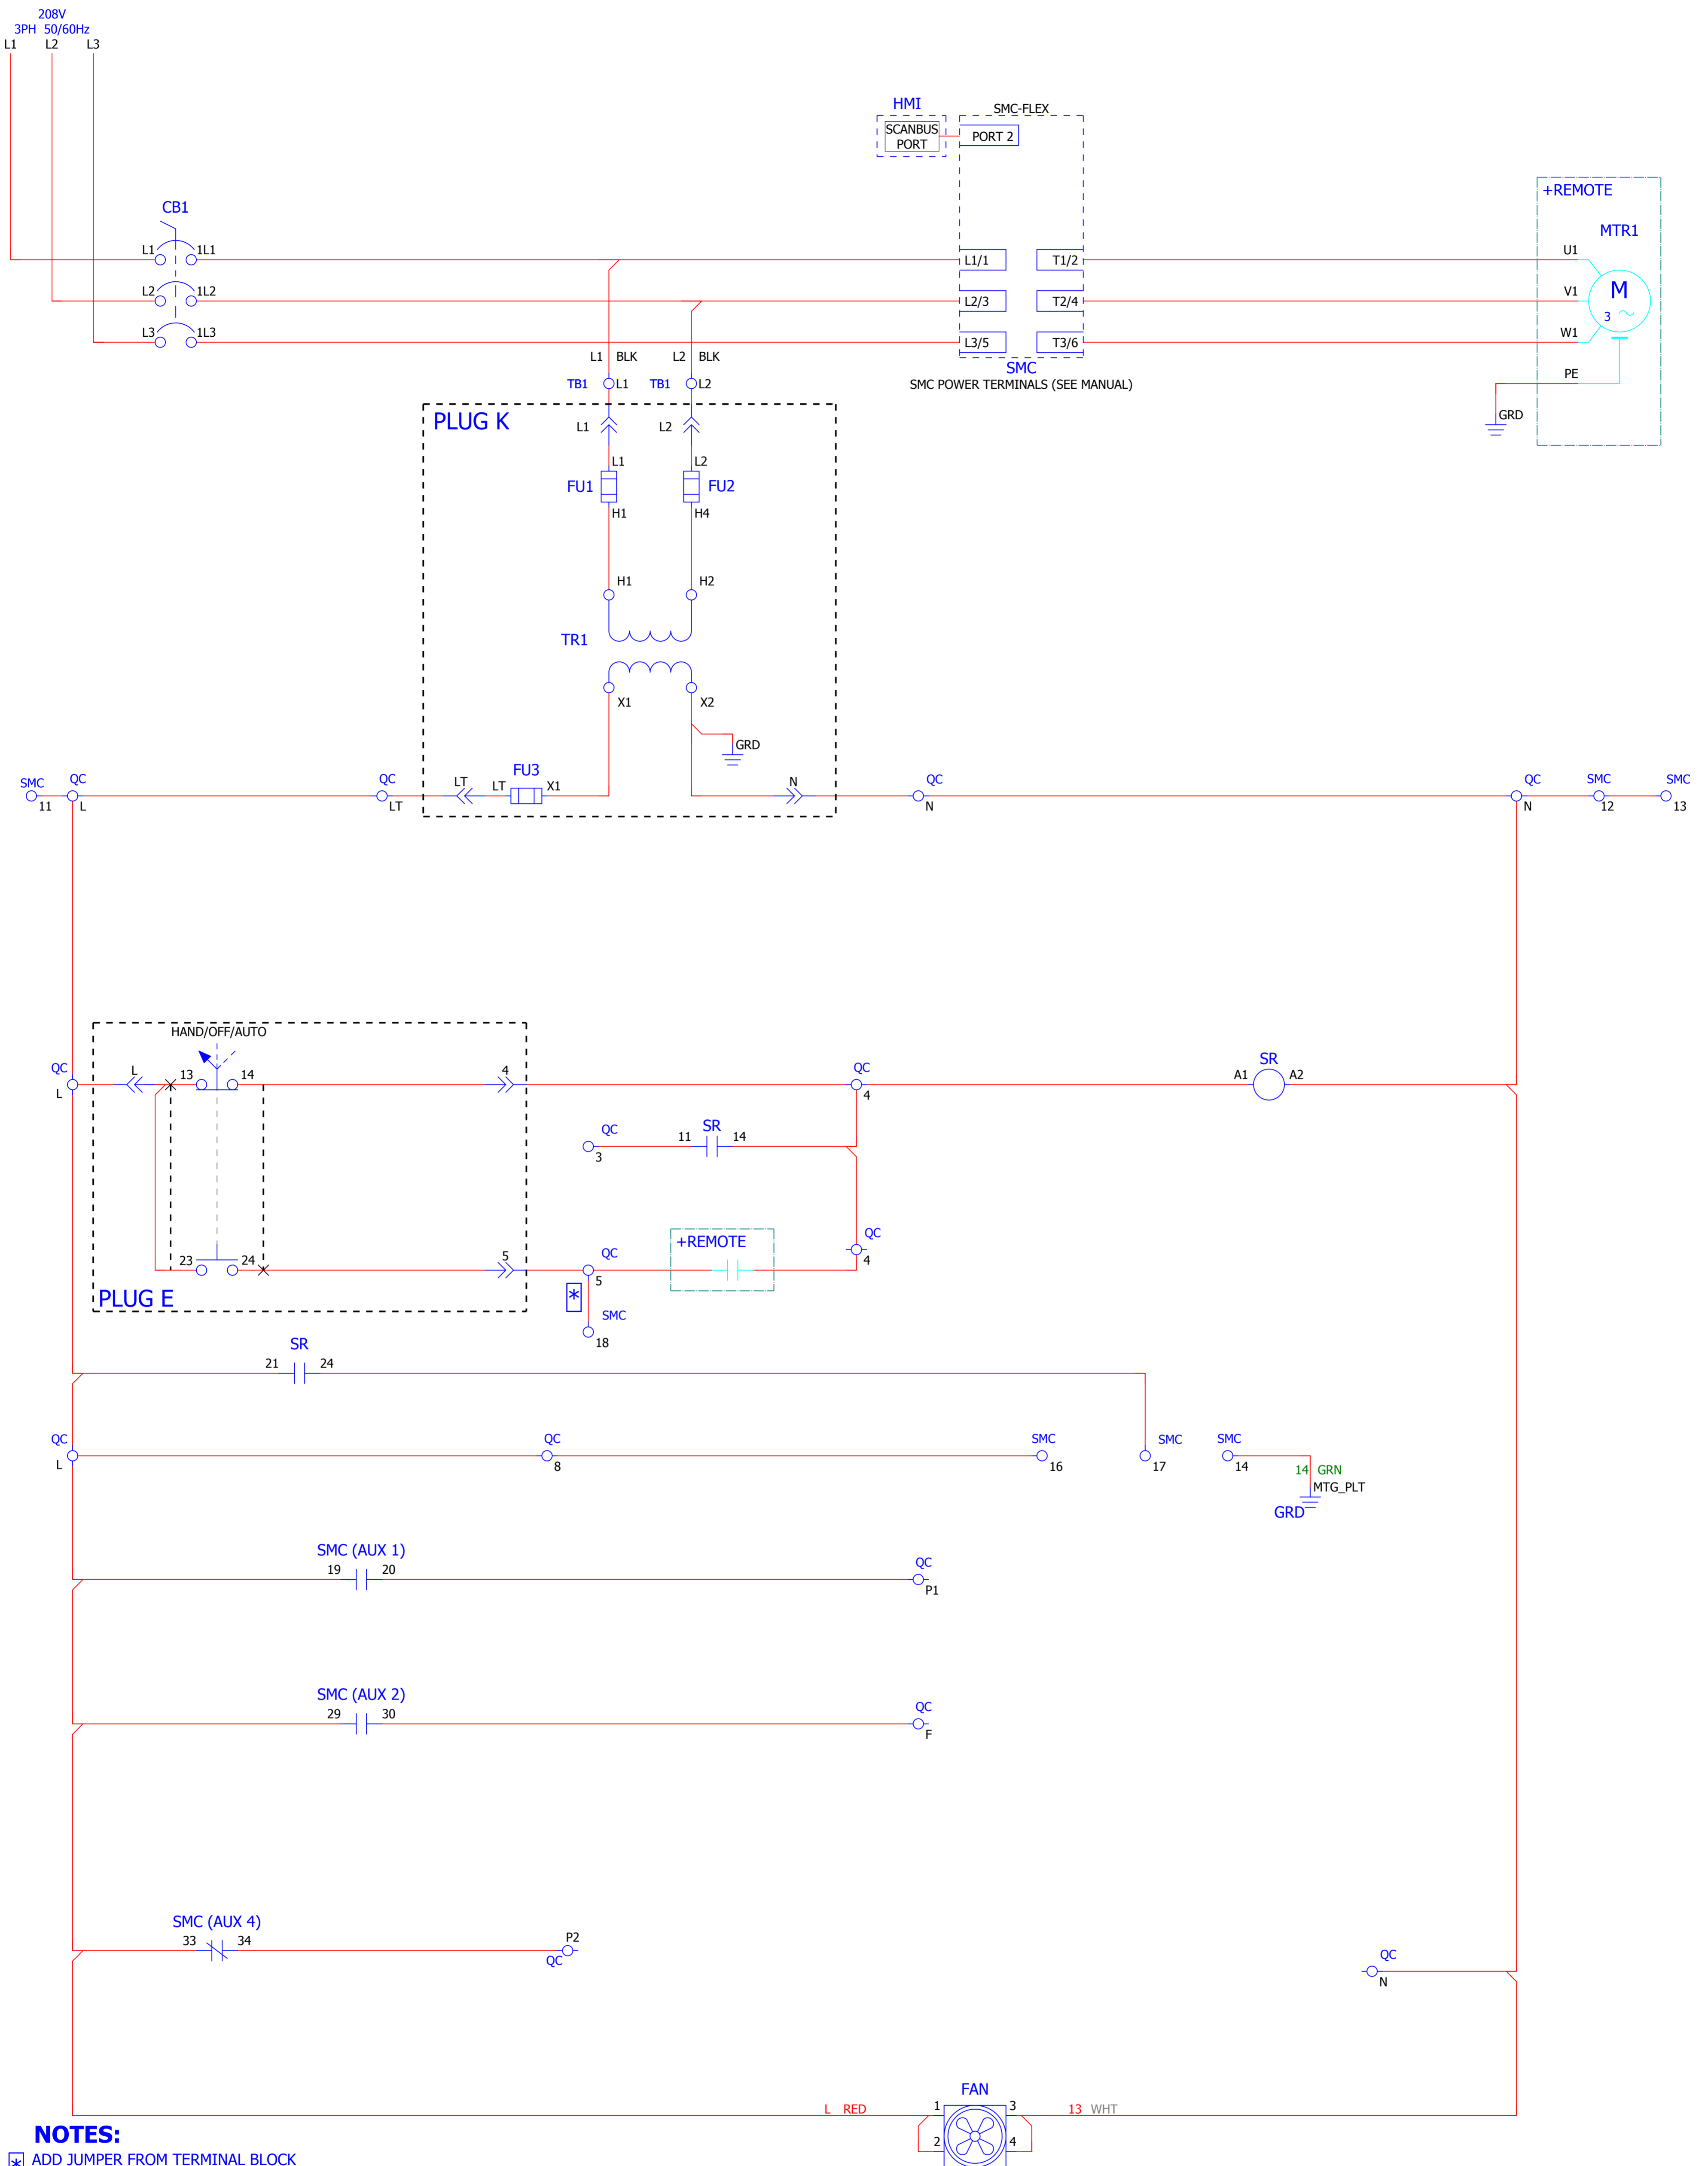 208V
3PH 50/60Hz
L1 L2 L3
HMI
SCANBUS
PORT
SMC-FLEX
PORT 2
+REMOTE
MTR1
CB1
L1 1L1
L2 1L2
L3 1L3
L1/1 T1/2
L2/3 T2/4
L3/5 T3/6
U1
V1
W1
M
3
PE
GRD
SMC
SMC POWER TERMINALS (SEE MANUAL)
L1 BLK L2 BLK
TB1 L1 TB1 L2
PLUG K
L1 L2
L1 L2
FU1 FU2
H1 H4
H1 H2
TR1
X1 X2
GRD
SMC
11
QC
L
QC
LT
LT
LT
FU3
X1
N
QC
N
QC
N
SMC
12
SMC
13
HAND/OFF/AUTO
QC
L
L
13 14
4
QC
4
SR
A1 A2
QC
3
SR
11 14
23 24
5
QC
5
+REMOTE
QC
4
PLUG E
*
SMC
18
SR
21 24
QC
L
QC
8
SMC
16
SMC
17
SMC
14
14 GRN
MTG_PLT
GRD
SMC (AUX 1)
19 20
QC
P1
SMC (AUX 2)
29 30
QC
F
SMC (AUX 4)
33 34
P2
QC
QC
N
FAN
L RED
1 3
13 WHT
2 4
NOTES:
* ADD JUMPER FROM TERMINAL BLOCK